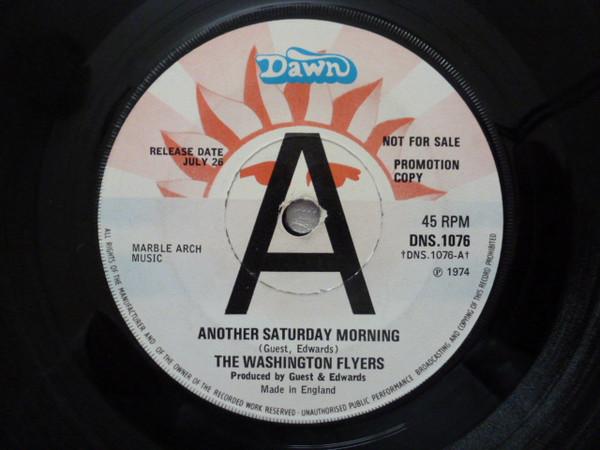 Dawn
RELEASE DATE
JULY 26
NOT FOR SALE
PROMOTION
COPY
A
MARBLE ARCH
MUSIC
45 RPM
DNS.1076
†DNS.1076-A†
℗ 1974
ANOTHER SATURDAY MORNING
(Guest, Edwards)
THE WASHINGTON FLYERS
Produced by Guest & Edwards
Made in England
ALL RIGHTS OF THE MANUFACTURER AND OF THE OWNER OF THE RECORDED WORK RESERVED · UNAUTHORISED PUBLIC PERFORMANCE BROADCASTING AND COPYING OF THIS RECORD PROHIBITED